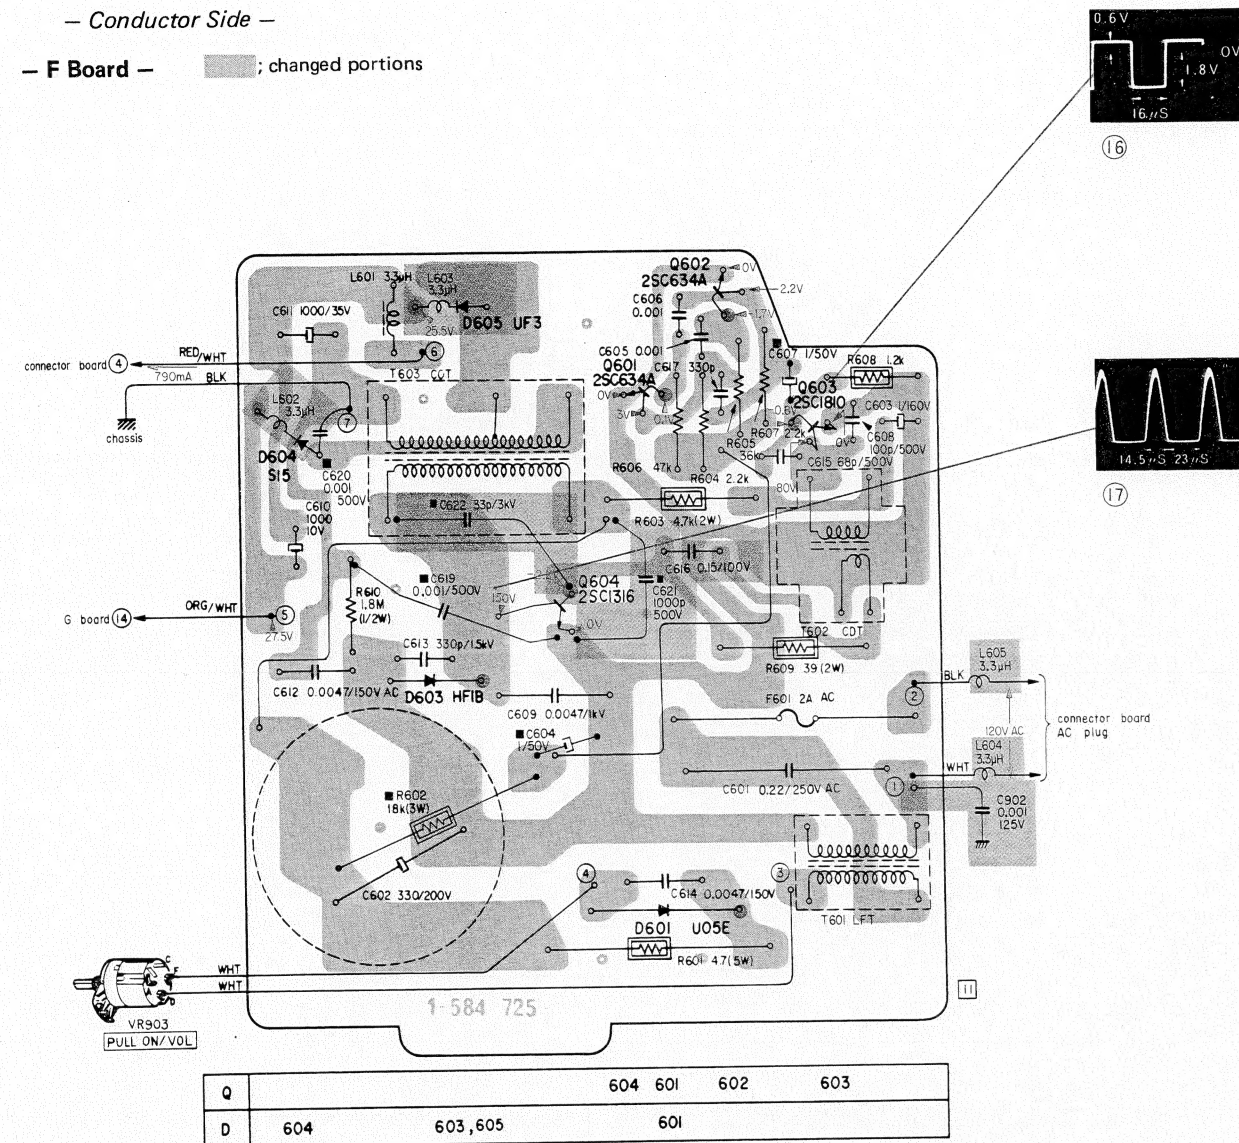 — Conductor Side —
— F Board —
; changed portions
0.6V
0V
1.8V
16μS
16
14.5μS 23μS
17
L601 3.3μH
L603
3.3μH
C611 1000/35V
25.5V
D605 UF3
RED/WHT
6
connector board 4
790mA BLK
T603 CDT
chassis
L602
3.3μH
7
D604
S15
C620
0.001
500V
C610
1000
10V
C622 33p/3kV
Q602
2SC634A
0V
2.2V
1.7V
C606
0.001
C605 0.001
C617 330p
Q601
2SC634A
0V
3V
0.1V
C607 1/50V
R608 1.2k
Q603
2SC1810
0.6V
0V
C603 1/160V
C608
100p/500V
R607 2.2k
R605
36k
C615 68p/500V
80V
R606 47k
R604 2.2k
R603 4.7k(2W)
C616 0.15/100V
C619
0.001/500V
150V
Q604
2SC1316
0V
C621
1000p
500V
R610
1.8M
(1/2W)
ORG/WHT
5
G board 14
27.5V
C613 330p/1.5kV
C612 0.0047/150V AC
D603 HF1B
C609 0.0047/1kV
T602 CDT
R609 39(2W)
F601 2A AC
2
BLK
L605
3.3μH
120V AC
connector board
AC plug
L604
3.3μH
WHT
1
C902
0.001
125V
C604
1/50V
C601 0.22/250V AC
R602
18k(3W)
C602 330/200V
4
C614 0.0047/150V
3
T601 LFT
D601 U05E
R601 4.7(5W)
C
F
E
A
D
WHT
WHT
VR903
PULL ON/VOL
1-584 725
11
Q 604 601 602 603
D 604 603,605 601